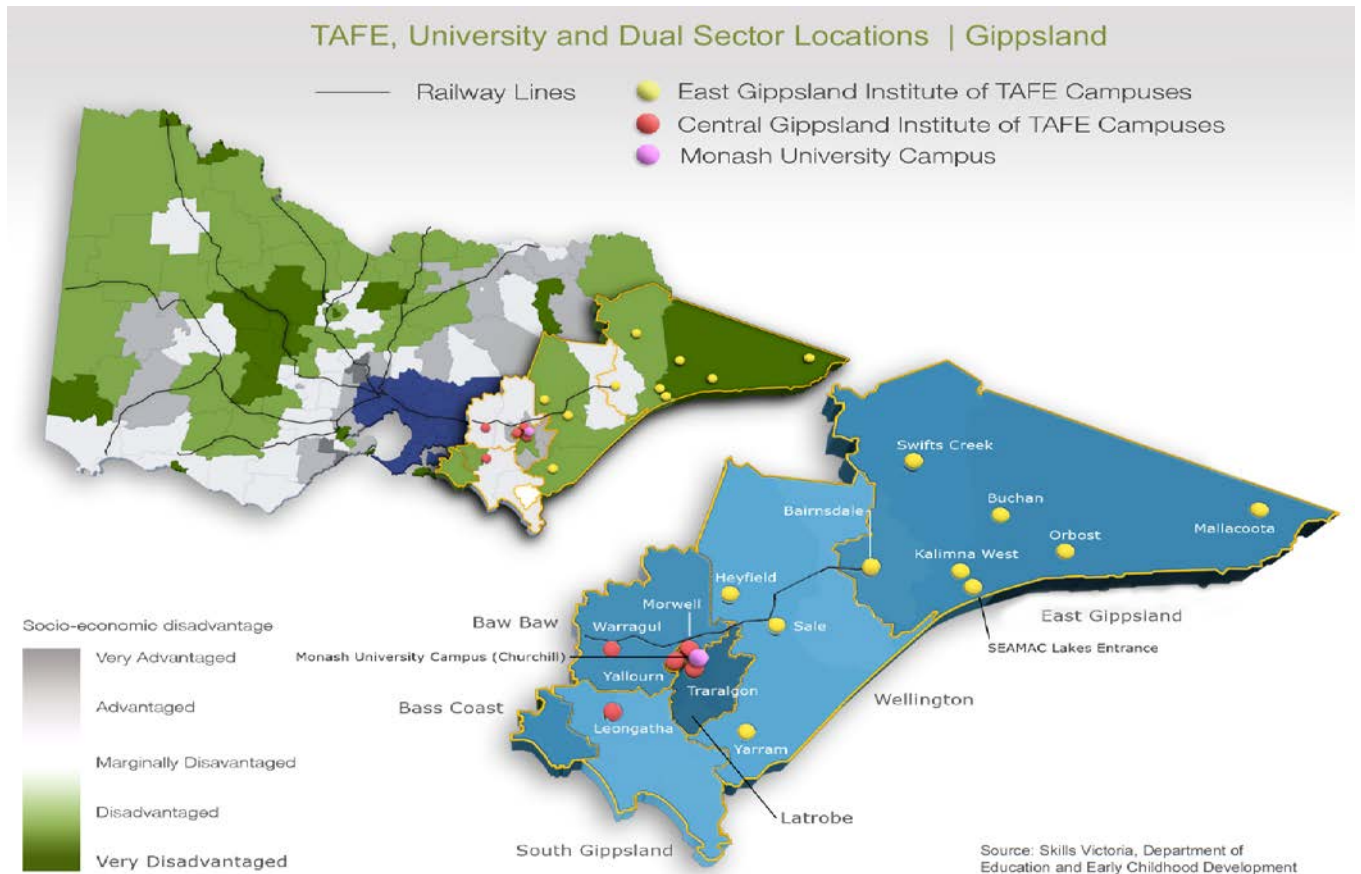 TAFE, University and Dual Sector Locations | Gippsland
Railway Lines
East Gippsland Institute of TAFE Campuses
Central Gippsland Institute of TAFE Campuses
Monash University Campus
Swifts Creek
Buchan
Bairnsdale
Mallacoota
Orbost
Kalimna West
Heyfield
Morwell
East Gippsland
Baw Baw
Warragul
Sale
SEAMAC Lakes Entrance
Monash University Campus (Churchill)
Yallourn
Traralgon
Wellington
Bass Coast
Leongatha
Yarram
Latrobe
South Gippsland
Socio-economic disadvantage
Very Advantaged
Advantaged
Marginally Disavantaged
Disadvantaged
Very Disadvantaged
Source: Skills Victoria, Department of
Education and Early Childhood Development